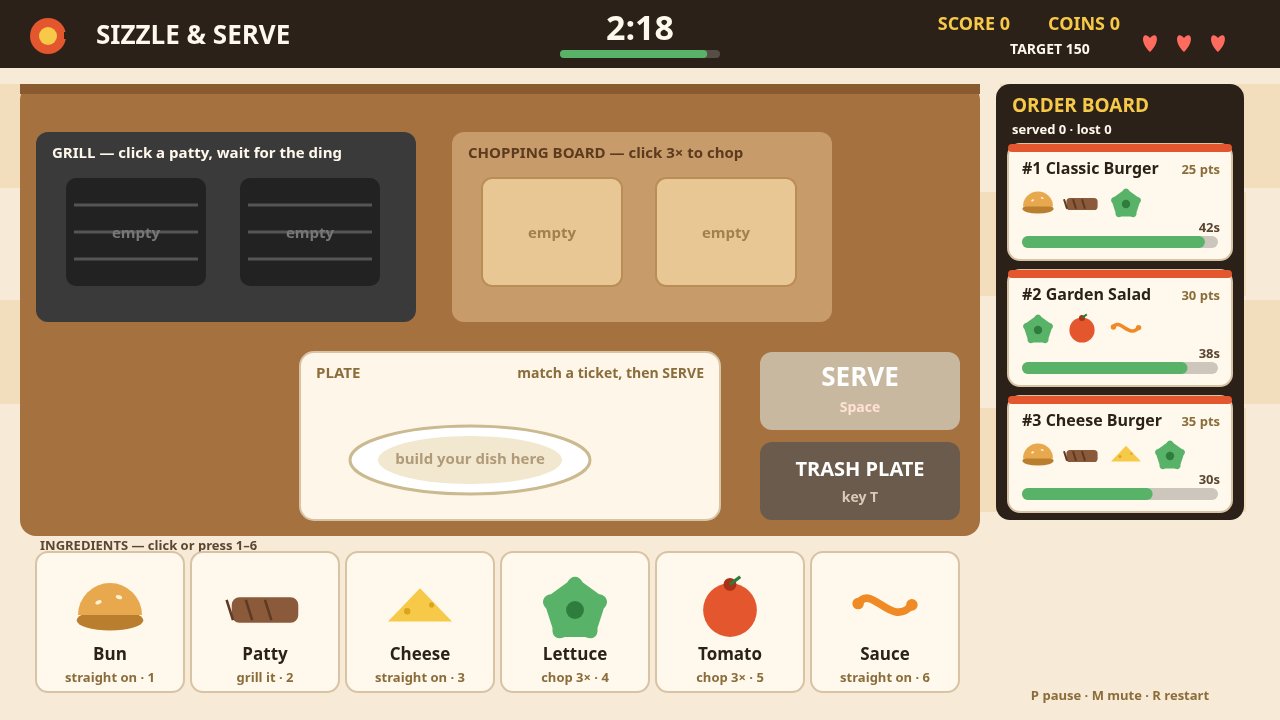 SIZZLE & SERVE
2:18
SCORE 0 COINS 0
TARGET 150
GRILL — click a patty, wait for the ding
empty
empty
CHOPPING BOARD — click 3× to chop
empty
empty
PLATE
match a ticket, then SERVE
build your dish here
SERVE
Space
TRASH PLATE
key T
ORDER BOARD
served 0 · lost 0
#1 Classic Burger 25 pts
42s
#2 Garden Salad 30 pts
38s
#3 Cheese Burger 35 pts
30s
INGREDIENTS — click or press 1–6
Bun
straight on · 1
Patty
grill it · 2
Cheese
straight on · 3
Lettuce
chop 3× · 4
Tomato
chop 3× · 5
Sauce
straight on · 6
P pause · M mute · R restart